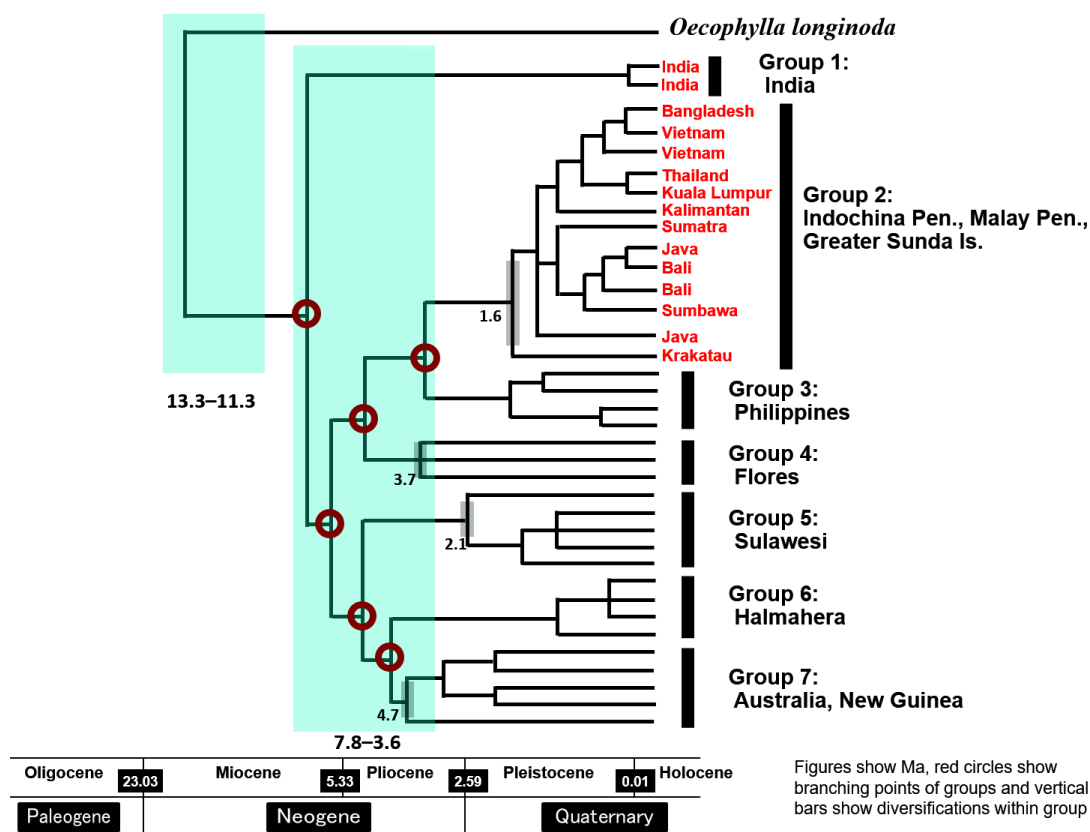 Oecophylla longinoda
India
India
Group 1:
India
Bangladesh
Vietnam
Vietnam
Thailand
Kuala Lumpur
Kalimantan
Sumatra
Java
Bali
Bali
Sumbawa
Java
Krakatau
Group 2:
Indochina Pen., Malay Pen.,
Greater Sunda Is.
1.6
13.3–11.3
Group 3:
Philippines
Group 4:
Flores
3.7
Group 5:
Sulawesi
2.1
Group 6:
Halmahera
Group 7:
Australia, New Guinea
4.7
7.8–3.6
Oligocene 23.03 Miocene 5.33 Pliocene 2.59 Pleistocene 0.01 Holocene
Paleogene Neogene Quaternary
Figures show Ma, red circles show
branching points of groups and vertical
bars show diversifications within group